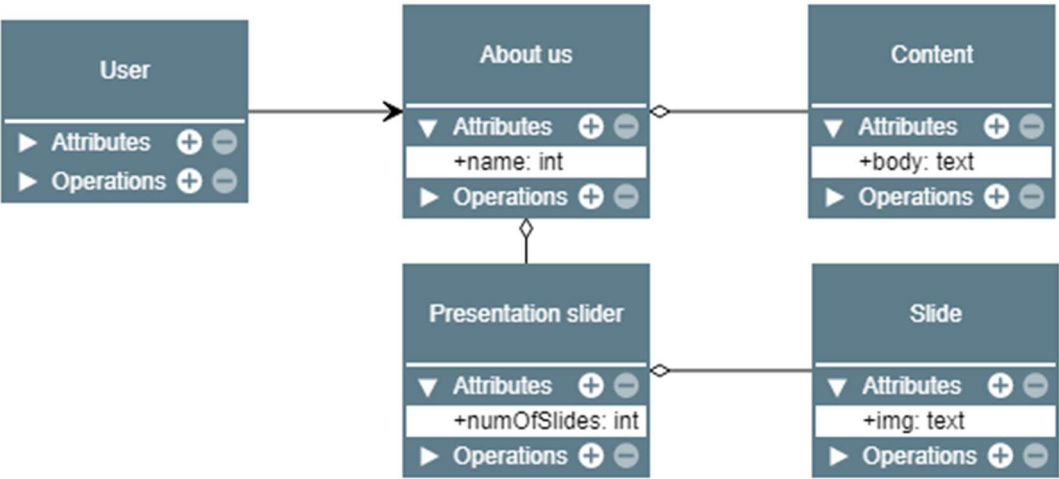 User
Attributes
Operations
About us
Attributes
+name: int
Operations
Content
Attributes
+body: text
Operations
Presentation slider
Attributes
+numOfSlides: int
Operations
Slide
Attributes
+img: text
Operations